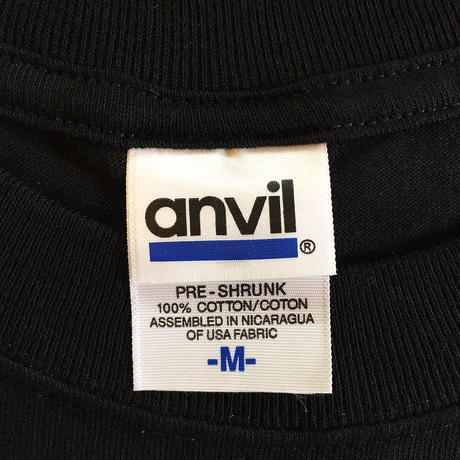 anvil®
PRE-SHRUNK
100% COTTON/COTON
ASSEMBLED IN NICARAGUA
OF USA FABRIC
-M-